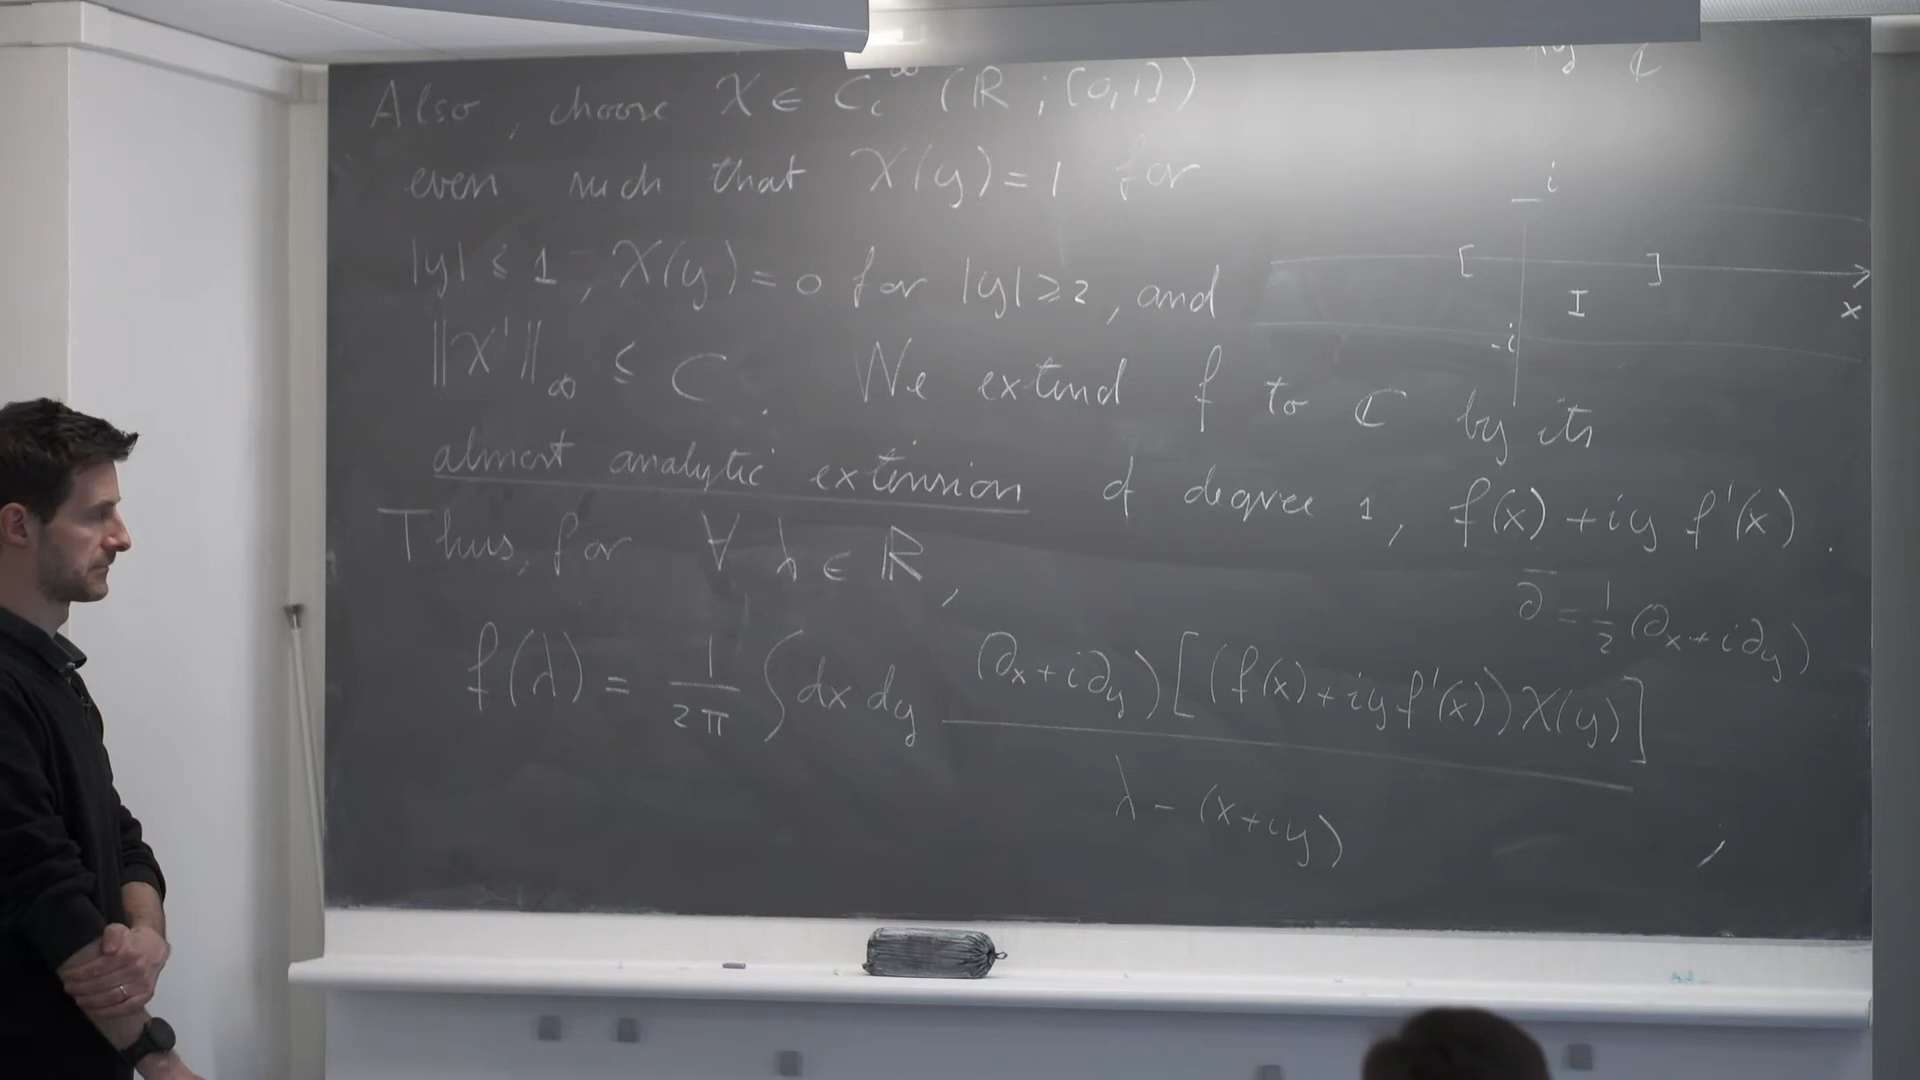 iy ℂ
Also, choose χ ∈ C_c^∞ (ℝ; [0,1])
even such that χ(y) = 1 for
|y| ≤ 1, χ(y) = 0 for |y| ≥ 2, and
i
[ ]
I
x
-i
‖χ'‖_∞ ≤ C. We extend f to ℂ by its
almost analytic extension of degree 1, f(x) + iy f'(x).
Thus, for ∀ λ ∈ ℝ,
∂̄ = 1/2 (∂_x + i∂_y)
f(λ) = 1/2π ∫ dx dy (∂_x + i∂_y)[(f(x) + iy f'(x)) χ(y)] / λ - (x+iy) ,